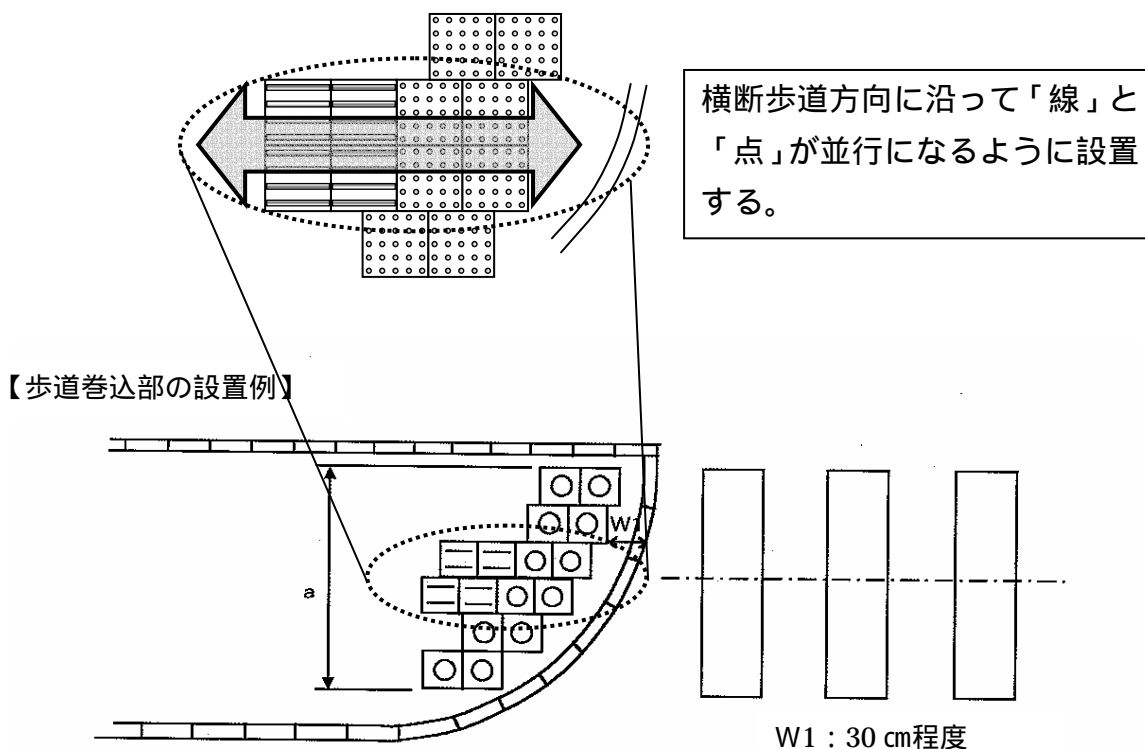 横断歩道方向に沿って「線」と
「点」が並行になるように設置
する。
【歩道巻込部の設置例】
W1
a
W1：30 ㎝程度